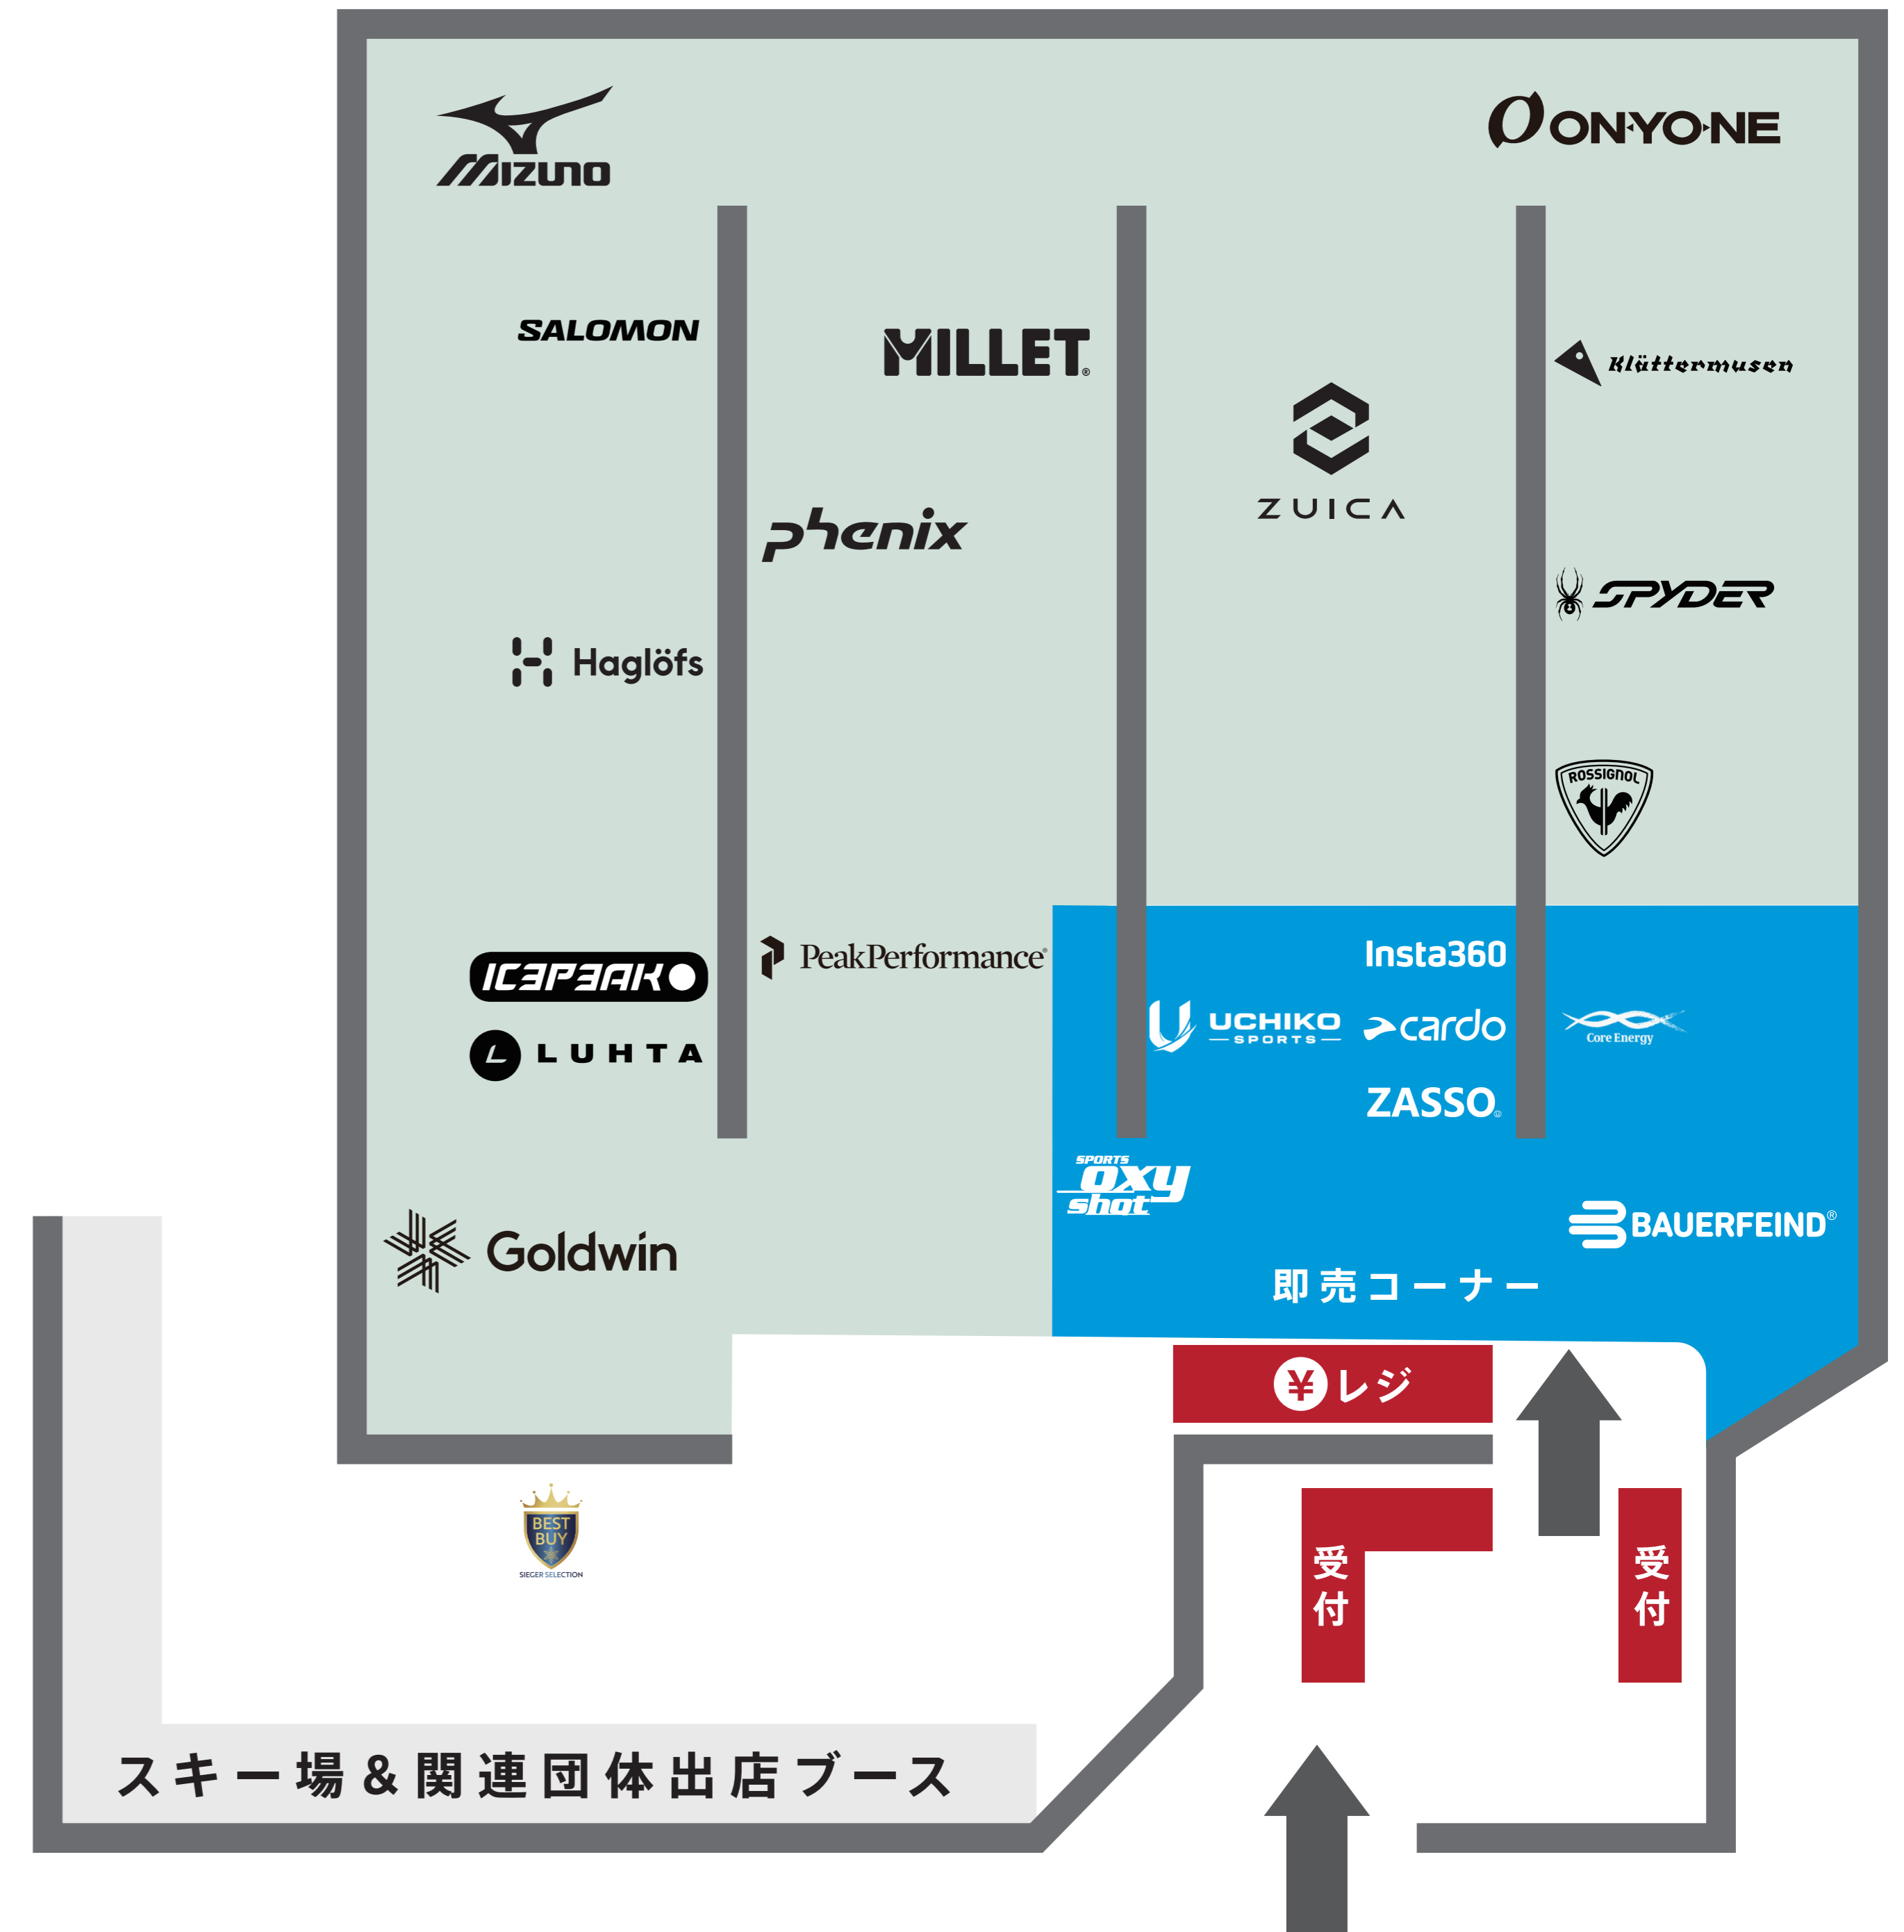 MIZUNO
ONYONE
SALOMON
MILLET®
Klättermusen
ZUICA
phenix
SPYDER
Haglöfs
ROSSIGNOL
ICEPEAK
PeakPerformance®
Insta360
UCHIKO
SPORTS
cardo
Core Energy
LUHTA
ZASSO
SPORTS
oxy
shot
Goldwin
BAUERFEIND®
即売コーナー
¥レジ
BEST
BUY
SIEGER SELECTION
受付
受付
スキー場&関連団体出店ブース